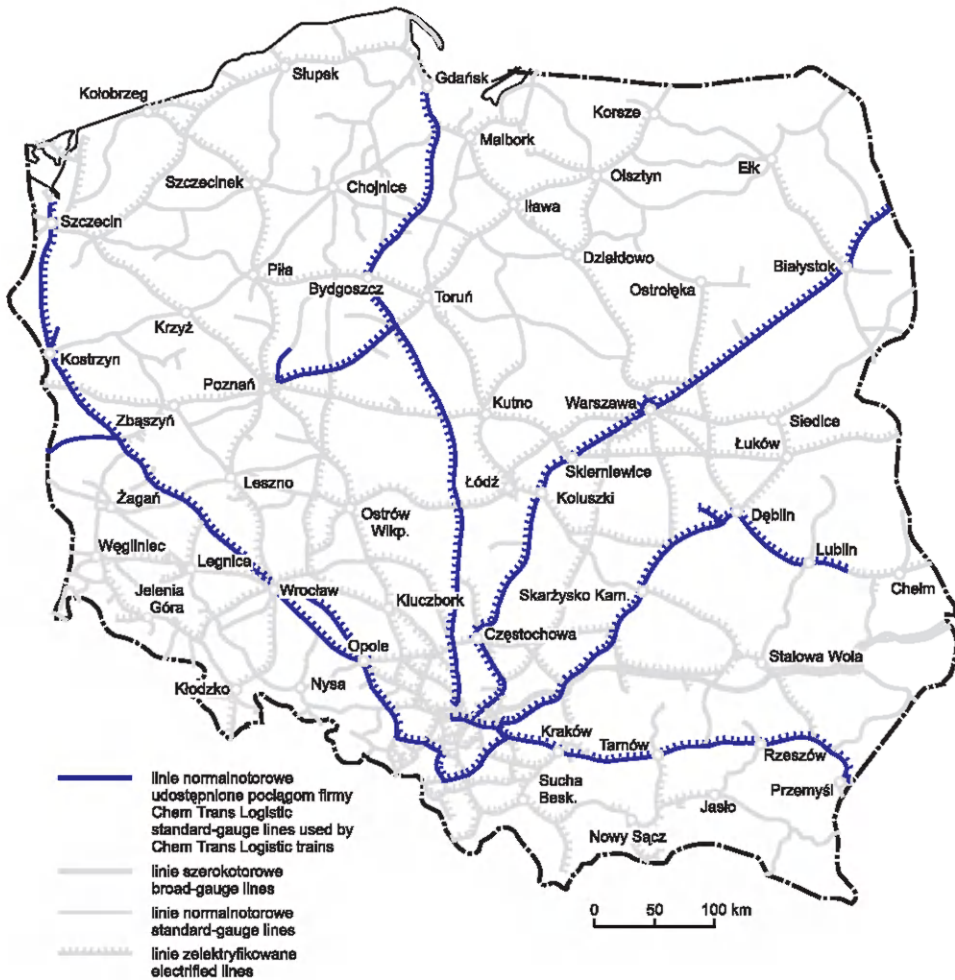 Gdańsk
Słupsk
Kołobrzeg
Korsze
Malbork
Szczecinek
Chojnice
Olsztyn
Ełk
Iława
Szczecin
Działdowo
Białystok
Piła
Bydgoszcz
Ostrołęka
Toruń
Krzyż
Kostrzyn
Poznań
Kutno
Warszawa
Zbąszyń
Siedlce
Łuków
Skierniewice
Leszno
Łódź
Koluszki
Żagań
Ostrów
Wlkp.
Dęblin
Węgliniec
Legnica
Lublin
Jelenia
Góra
Wrocław
Kluczbork
Skarżysko Kam.
Chełm
Częstochowa
Opole
Stalowa Wola
Nysa
Kłodzko
Kraków
Tarnów
Rzeszów
Sucha
Besk.
Przemyśl
Jasło
Nowy Sącz
linie normalnotorowe
udostępnione pociągom firmy
Chem Trans Logistic
standard-gauge lines used by
Chem Trans Logistic trains
linie szerokotorowe
broad-gauge lines
linie normalnotorowe
standard-gauge lines
linie zelektryfikowane
electrified lines
0 50 100 km